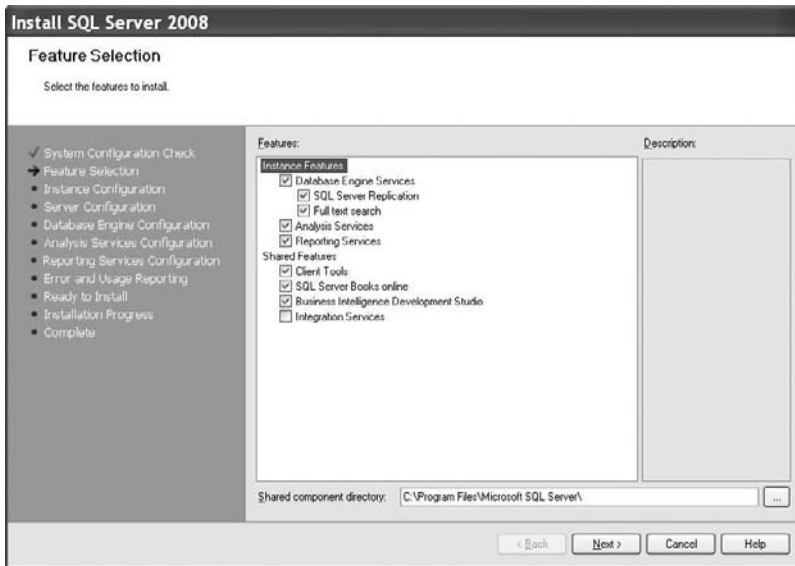 Install SQL Server 2008
Feature Selection
Select the features to install.
System Configuration Check
Feature Selection
Instance Configuration
Server Configuration
Database Engine Configuration
Analysis Services Configuration
Reporting Services Configuration
Error and Usage Reporting
Ready to Install
Installation Progress
Complete
Features:
Instance Features
Database Engine Services
SQL Server Replication
Full text search
Analysis Services
Reporting Services
Shared Features
Client Tools
SQL Server Books online
Business Intelligence Development Studio
Integration Services
Description:
Shared component directory: C:\Program Files\Microsoft SQL Server\ ...
< Back Next > Cancel Help